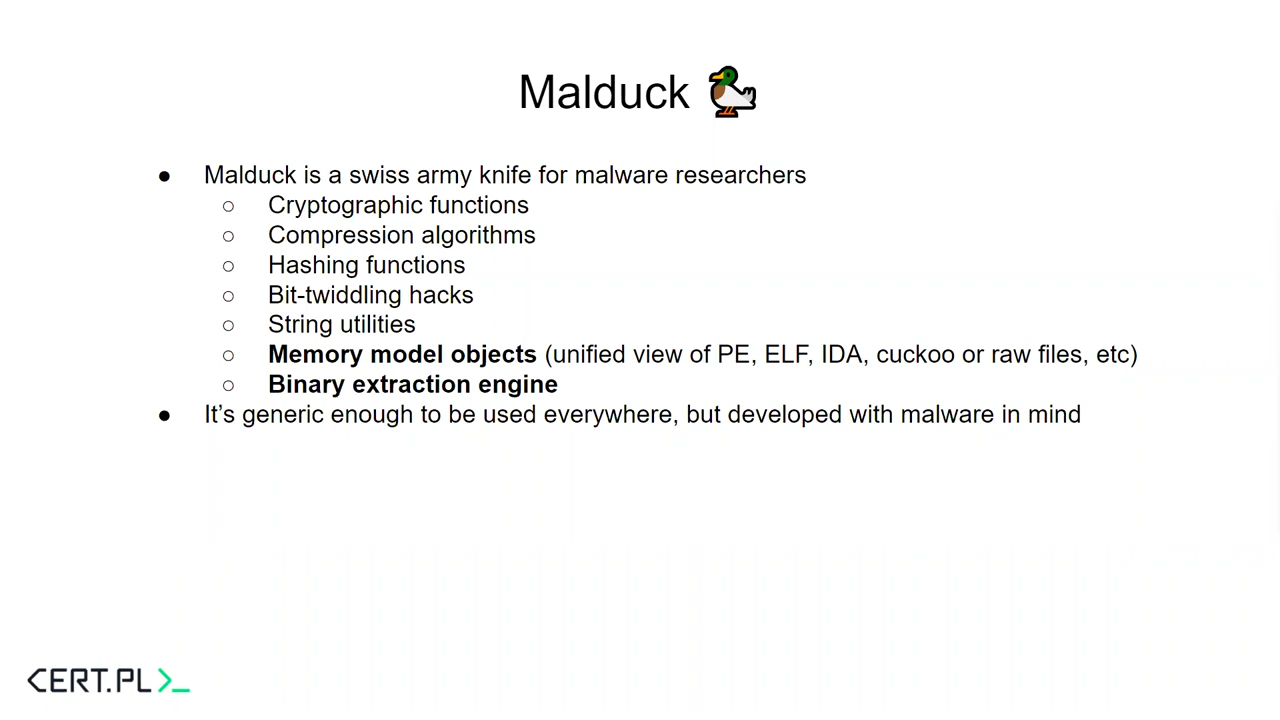 Malduck 🦆
● Malduck is a swiss army knife for malware researchers
○ Cryptographic functions
○ Compression algorithms
○ Hashing functions
○ Bit-twiddling hacks
○ String utilities
○ Memory model objects (unified view of PE, ELF, IDA, cuckoo or raw files, etc)
○ Binary extraction engine
● It’s generic enough to be used everywhere, but developed with malware in mind
CERT.PL>_